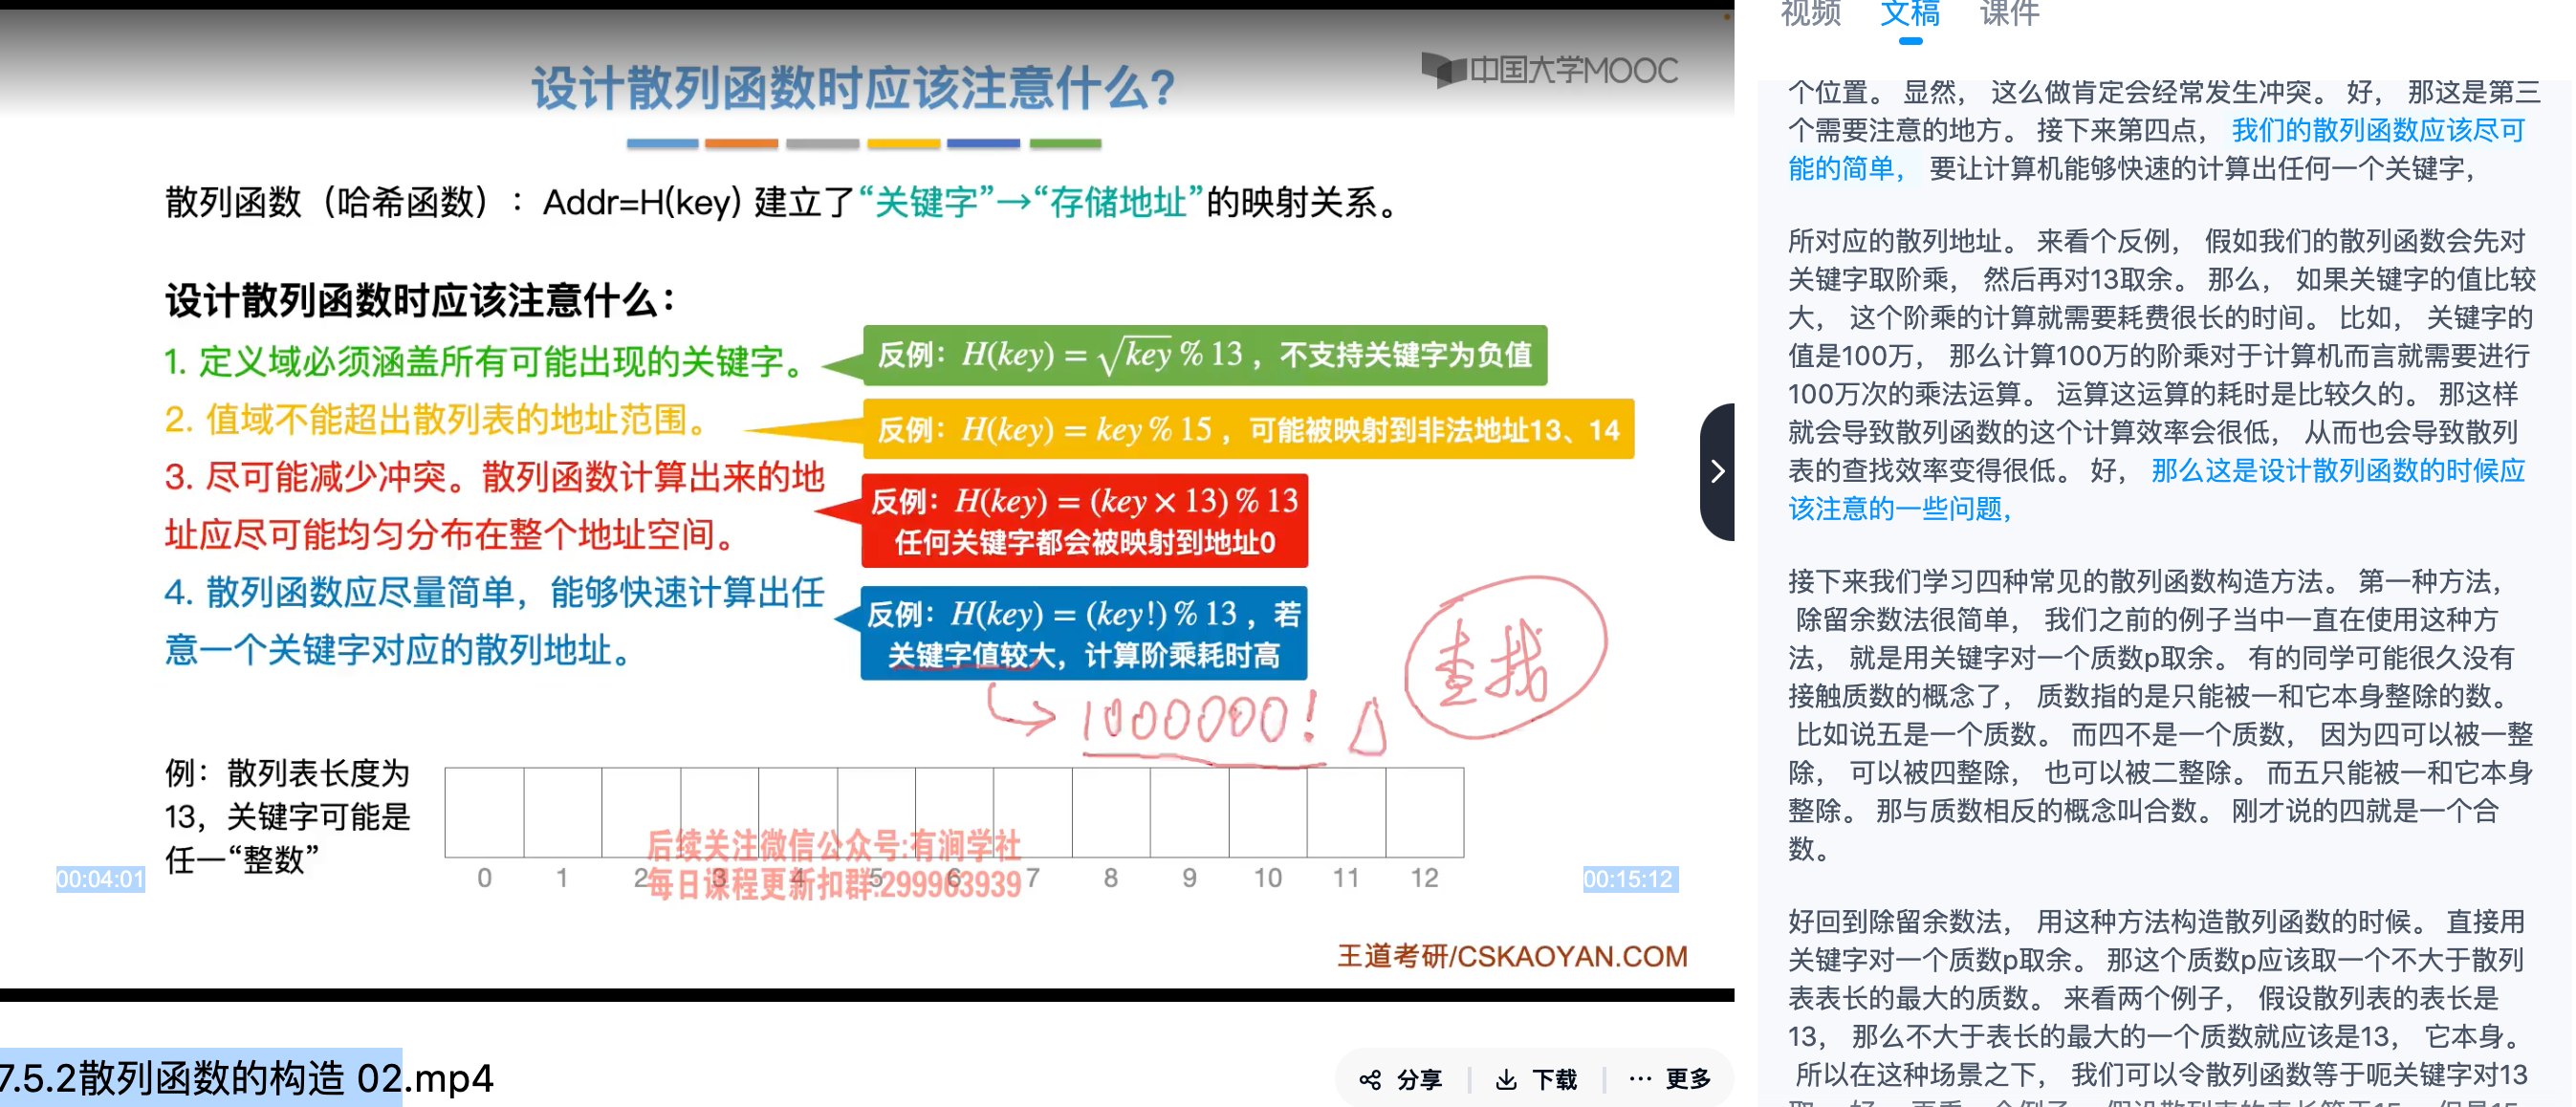 设计散列函数时应该注意什么?
中国大学MOOC
散列函数（哈希函数）：Addr=H(key) 建立了“关键字”→“存储地址”的映射关系。
设计散列函数时应该注意什么：
1. 定义域必须涵盖所有可能出现的关键字。
反例：H(key) = √key % 13，不支持关键字为负值
2. 值域不能超出散列表的地址范围。
反例：H(key) = key % 15，可能被映射到非法地址13、14
3. 尽可能减少冲突。散列函数计算出来的地
址应尽可能均匀分布在整个地址空间。
反例：H(key) = (key × 13) % 13
任何关键字都会被映射到地址0
4. 散列函数应尽量简单，能够快速计算出任
意一个关键字对应的散列地址。
反例：H(key) = (key!) % 13，若
关键字值较大，计算阶乘耗时高
查找
1000000!
例：散列表长度为
13，关键字可能是
任一“整数”
0 1 2 3 4 5 6 7 8 9 10 11 12
后续关注微信公众号:有涧学社
每日课程更新扣群:299963939
00:04:01
00:15:12
王道考研/CSKAOYAN.COM
7.5.2散列函数的构造 02.mp4
分享
下载
··· 更多
视频 文稿 课件
个位置。 显然， 这么做肯定会经常发生冲突。 好， 那这是第三
个需要注意的地方。 接下来第四点， 我们的散列函数应该尽可
能的简单， 要让计算机能够快速的计算出任何一个关键字，
所对应的散列地址。 来看个反例， 假如我们的散列函数会先对
关键字取阶乘， 然后再对13取余。 那么， 如果关键字的值比较
大， 这个阶乘的计算就需要耗费很长的时间。 比如， 关键字的
值是100万， 那么计算100万的阶乘对于计算机而言就需要进行
100万次的乘法运算。 运算这运算的耗时是比较久的。 那这样
就会导致散列函数的这个计算效率会很低， 从而也会导致散列
表的查找效率变得很低。 好， 那么这是设计散列函数的时候应
该注意的一些问题，
接下来我们学习四种常见的散列函数构造方法。 第一种方法，
除留余数法很简单， 我们之前的例子当中一直在使用这种方
法， 就是用关键字对一个质数p取余。 有的同学可能很久没有
接触质数的概念了， 质数指的是只能被一和它本身整除的数。
比如说五是一个质数。 而四不是一个质数， 因为四可以被一整
除， 可以被四整除， 也可以被二整除。 而五只能被一和它本身
整除。 那与质数相反的概念叫合数。 刚才说的四就是一个合
数。
好回到除留余数法， 用这种方法构造散列函数的时候。 直接用
关键字对一个质数p取余。 那这个质数p应该取一个不大于散列
表表长的最大的质数。 来看两个例子， 假设散列表的表长是
13， 那么不大于表长的最大的一个质数就应该是13， 它本身。
所以在这种场景之下， 我们可以令散列函数等于呃关键字对13